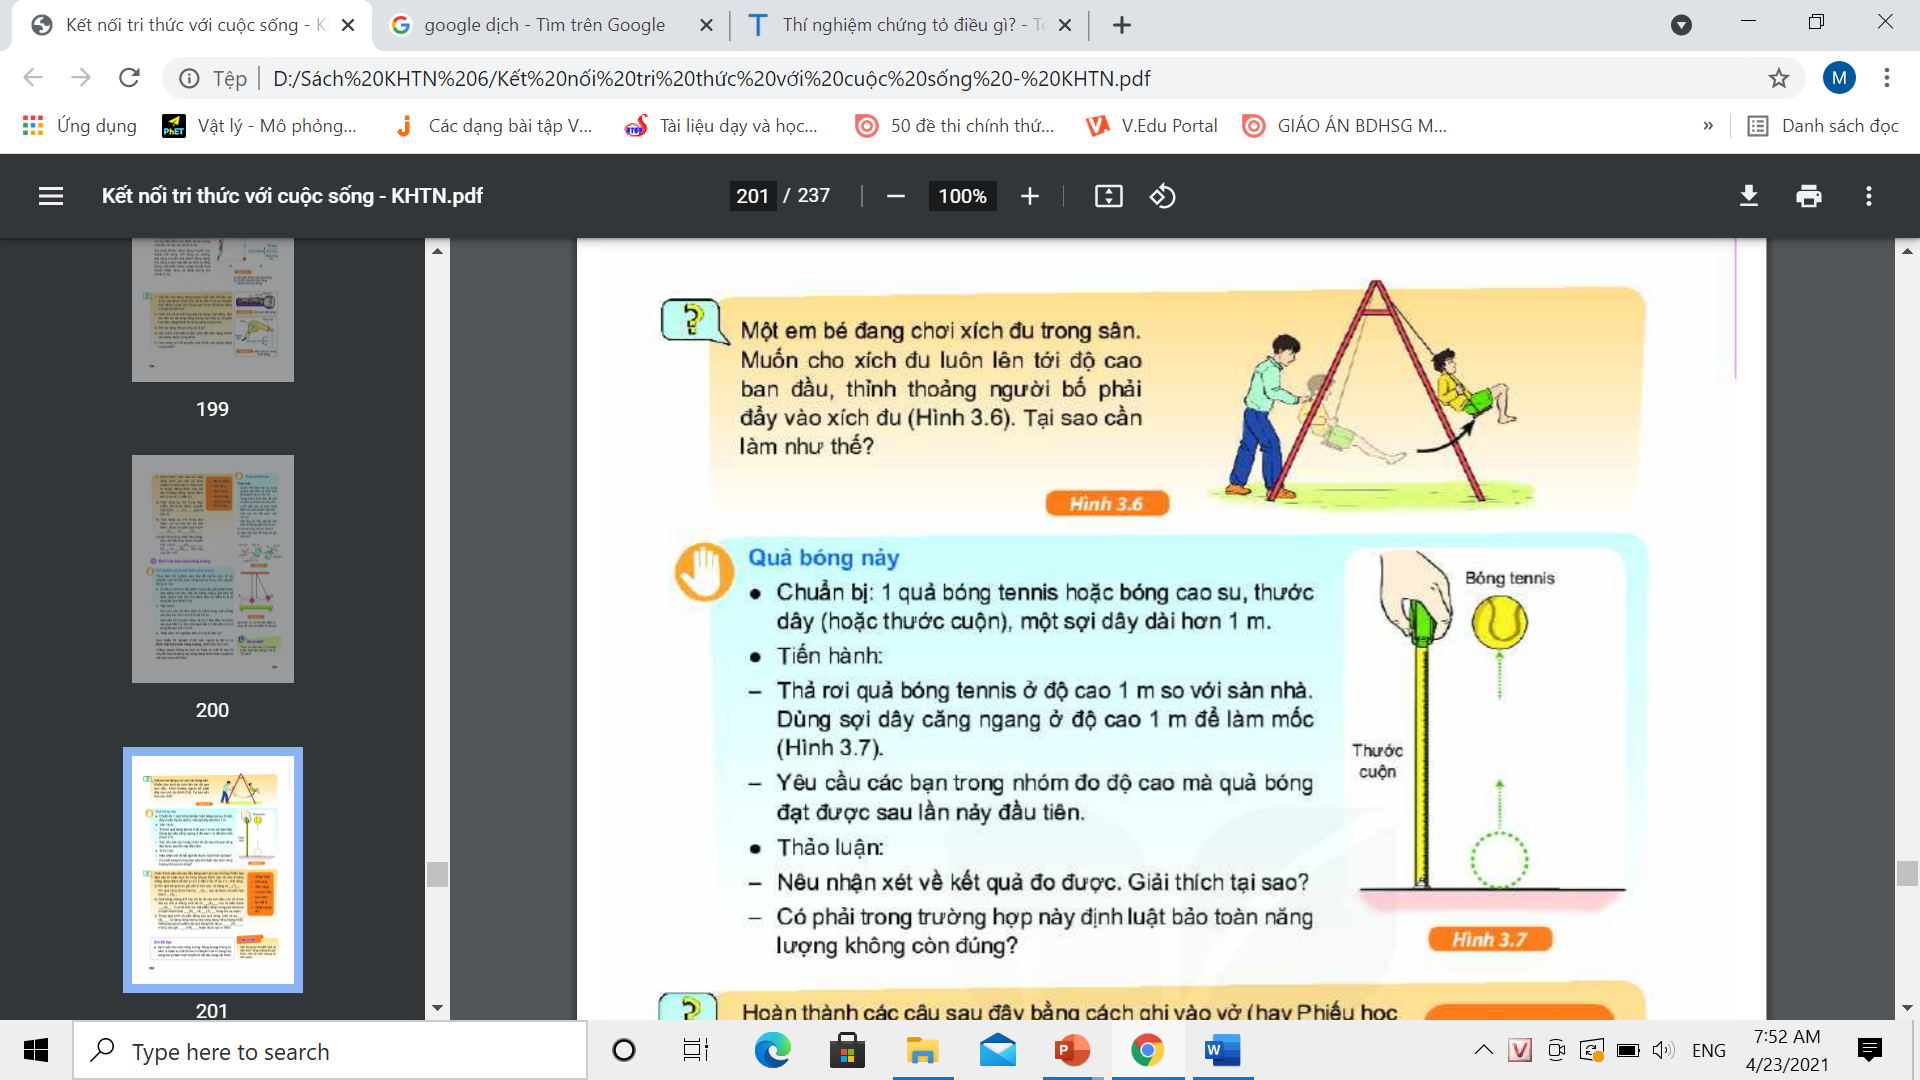 Kết nối tri thức với cuộc sống - K
google dịch - Tìm trên Google
Thí nghiệm chứng tỏ điều gì? - Te
Tệp
D:/Sách%20KHTN%206/Kết%20nối%20tri%20thức%20với%20cuộc%20sống%20-%20KHTN.pdf
M
Ứng dụng
PhET
Vật lý - Mô phỏng...
Các dạng bài tập V...
Tài liệu dạy và học...
50 đề thi chính thứ...
V.Edu Portal
GIÁO ÁN BDHSG M...
»
Danh sách đọc
Kết nối tri thức với cuộc sống - KHTN.pdf
201 / 237
100%
199
200
201
?
Một em bé đang chơi xích đu trong sân.
Muốn cho xích đu luôn lên tới độ cao
ban đầu, thỉnh thoảng người bố phải
đẩy vào xích đu (Hình 3.6). Tại sao cần
làm như thế?
Hình 3.6
Quả bóng nảy
● Chuẩn bị: 1 quả bóng tennis hoặc bóng cao su, thước
dây (hoặc thước cuộn), một sợi dây dài hơn 1 m.
● Tiến hành:
– Thả rơi quả bóng tennis ở độ cao 1 m so với sàn nhà.
Dùng sợi dây căng ngang ở độ cao 1 m để làm mốc
(Hình 3.7).
– Yêu cầu các bạn trong nhóm đo độ cao mà quả bóng
đạt được sau lần nảy đầu tiên.
● Thảo luận:
– Nêu nhận xét về kết quả đo được. Giải thích tại sao?
– Có phải trong trường hợp này định luật bảo toàn năng
lượng không còn đúng?
Bóng tennis
Thước
cuộn
Hình 3.7
?
Hoàn thành các câu sau đây bằng cách ghi vào vở (hay Phiếu học
Type here to search
ENG
7:52 AM
4/23/2021